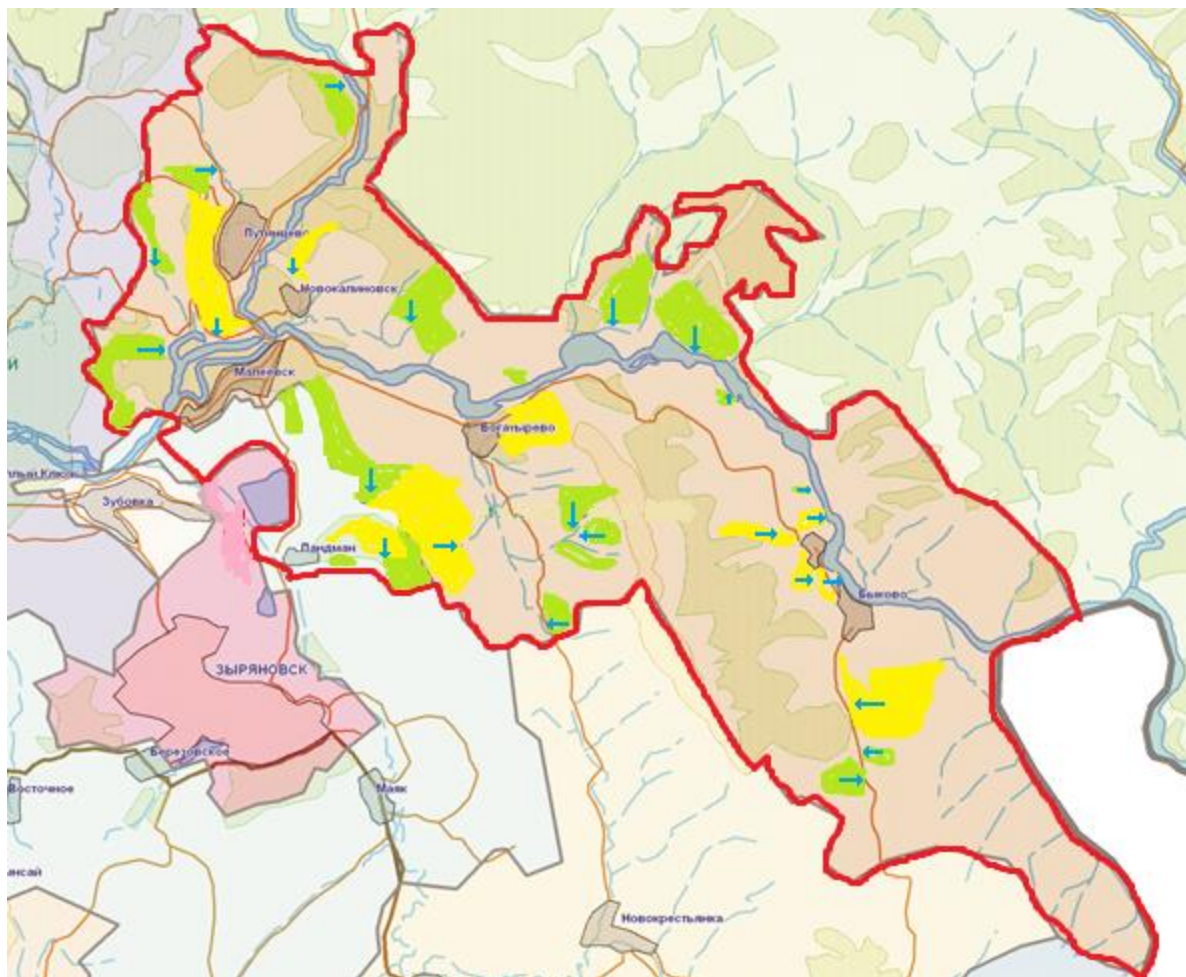 Путинцево
Новокалиновск
Й
Малеевск
Богатырево
Зубовка
Ландман
Быково
ЗЫРЯНОВСК
Березовское
Восточное
Маяк
Новокрестьянка